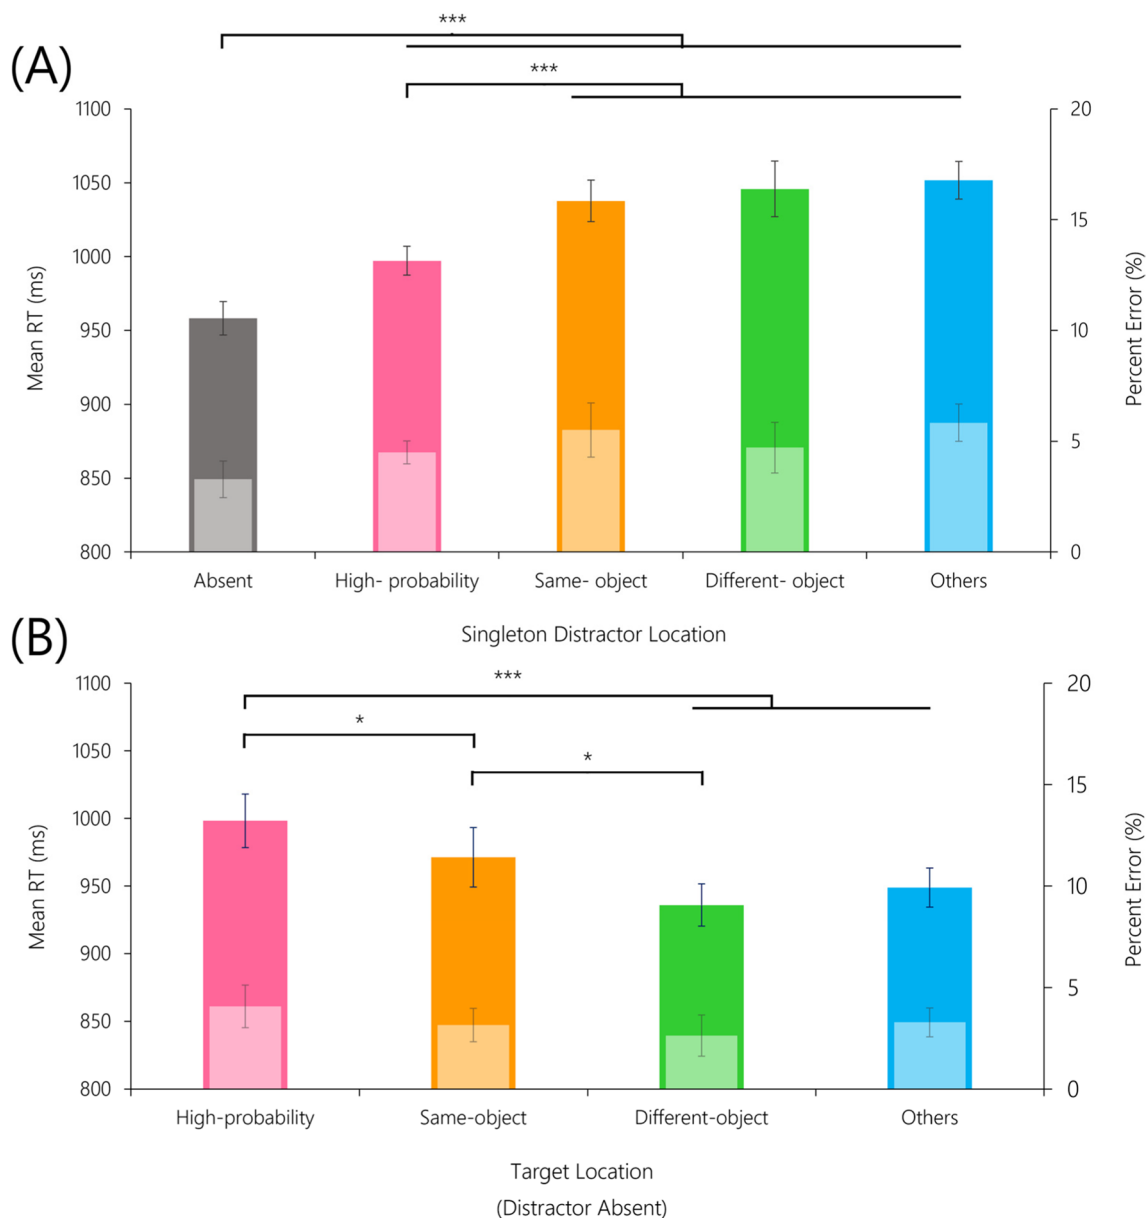 (A)
***
***
1100
1050
1000
950
900
850
800
Mean RT (ms)
20
15
10
5
0
Percent Error (%)
Absent
High- probability
Same- object
Different- object
Others
Singleton Distractor Location
(B)
***
*
*
1100
1050
1000
950
900
850
800
Mean RT (ms)
20
15
10
5
0
Percent Error (%)
High-probability
Same-object
Different-object
Others
Target Location
(Distractor Absent)